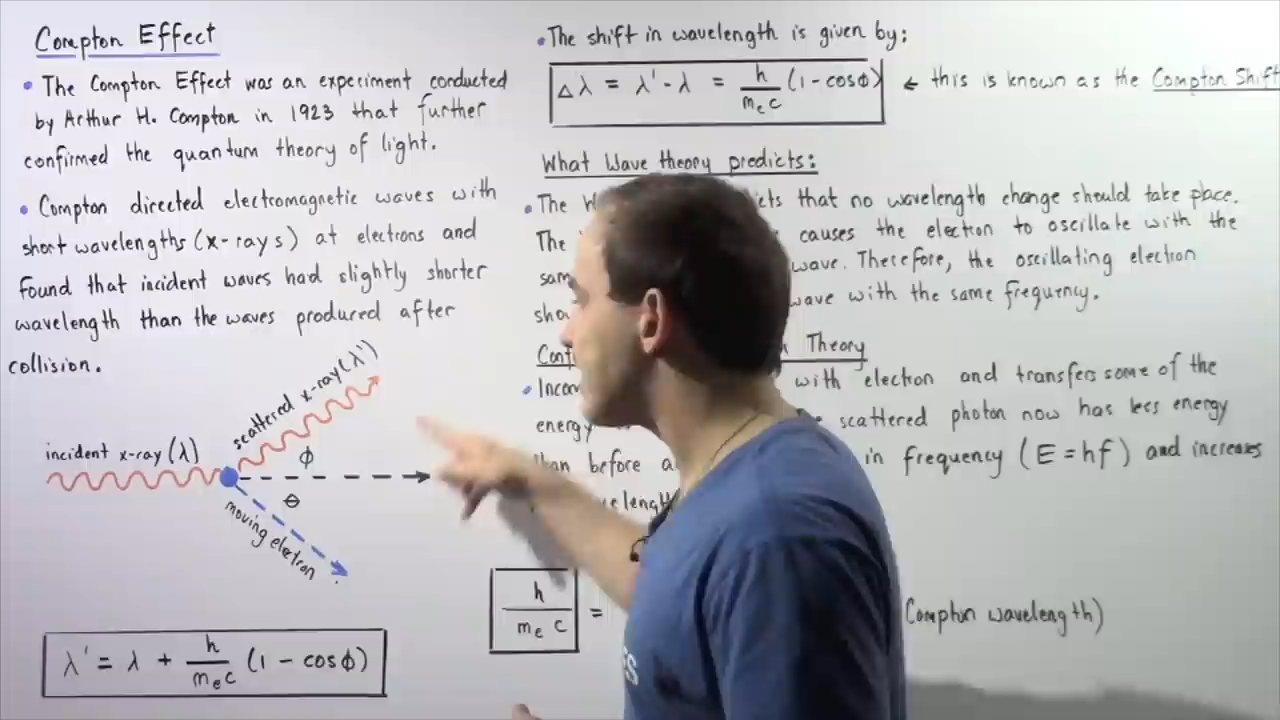 Compton Effect
• The Compton Effect was an experiment conducted
by Arthur H. Compton in 1923 that further
confirmed the quantum theory of light.
• Compton directed electromagnetic waves with
short wavelengths (x-rays) at electrons and
found that incident waves had slightly shorter
wavelength than the waves produced after
collision.
incident x-ray (λ)
scattered x-ray (λ')
ϕ
θ
moving electron
λ' = λ + h/(mₑc) (1 - cosϕ)
• The shift in wavelength is given by:
Δλ = λ' - λ = h/(mₑc) (1 - cosϕ) ← this is known as the Compton Shift
What Wave theory predicts:
• The that no wavelength change should take place.
The causes the electron to oscillate with the
wave. Therefore, the oscillating electron
wave with the same frequency.
Theory
• with electron and transfers some of the
energy scattered photon now has less energy
than before in frequency (E = hf) and increases
h/(mₑ c) =
Compton wavelength)